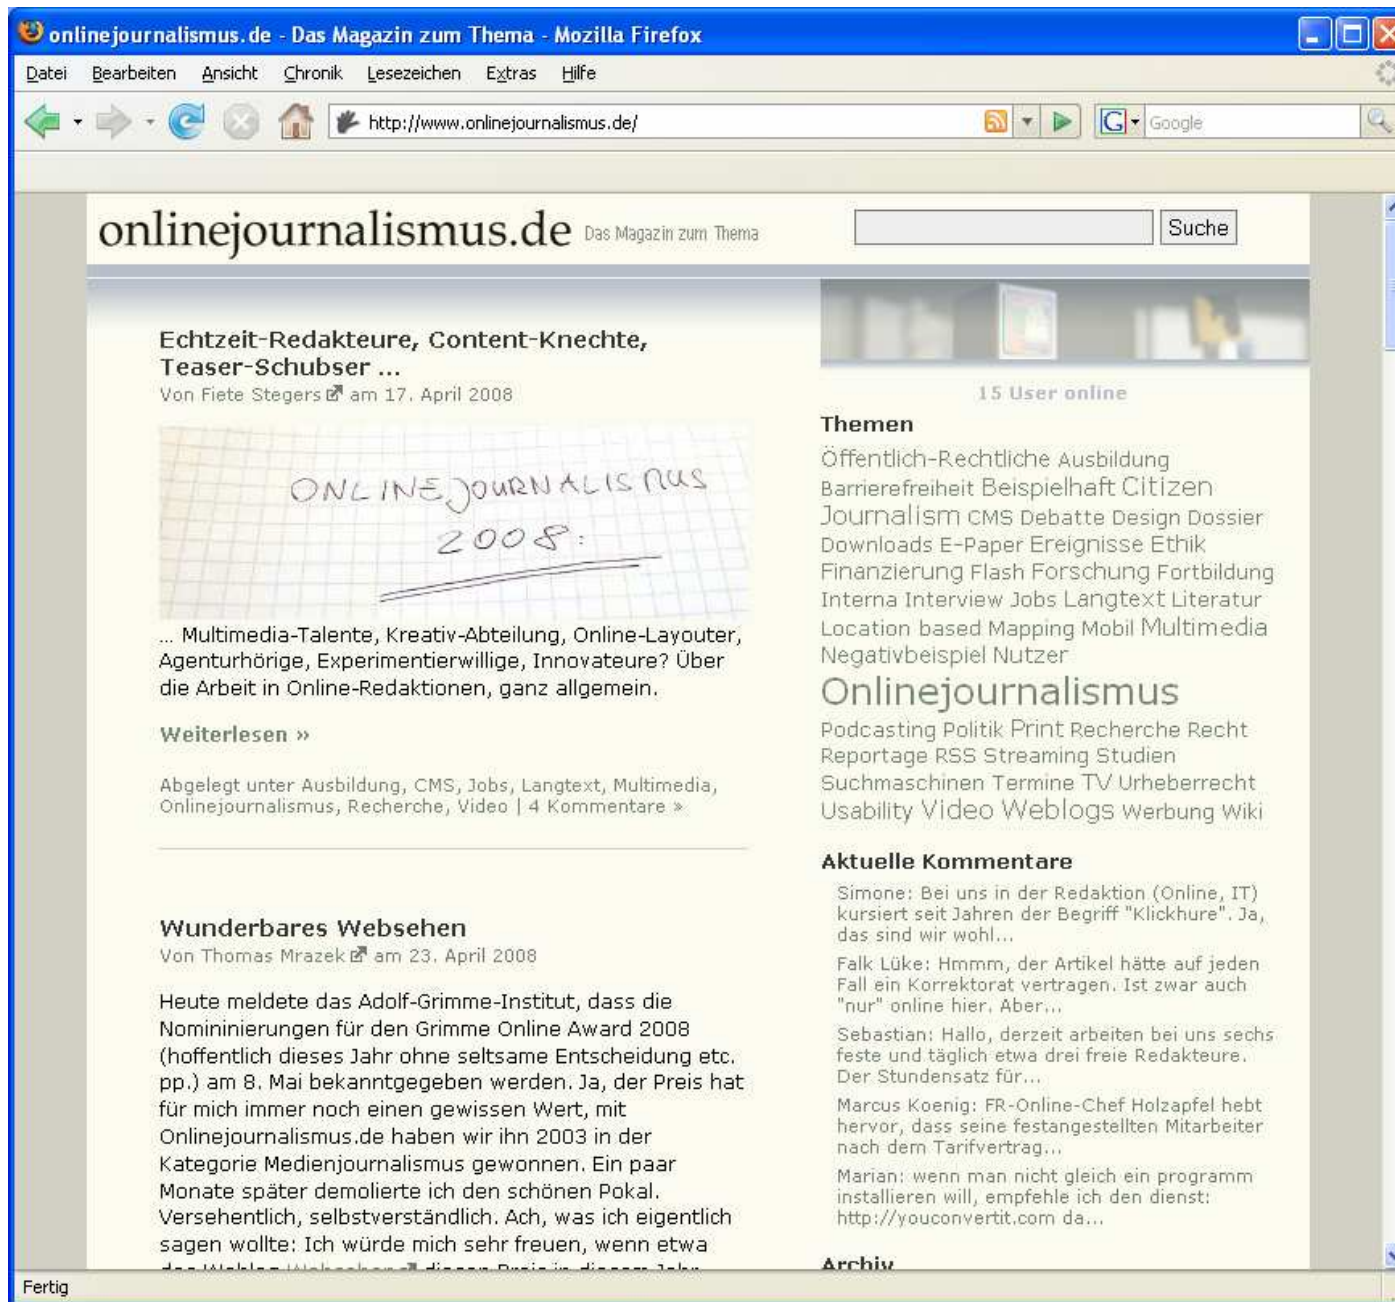 onlinejournalismus.de - Das Magazin zum Thema - Mozilla Firefox
Datei Bearbeiten Ansicht Chronik Lesezeichen Extras Hilfe
http://www.onlinejournalismus.de/
G Google
onlinejournalismus.de Das Magazin zum Thema
Suche
Echtzeit-Redakteure, Content-Knechte,
Teaser-Schubser ...
Von Fiete Stegers am 17. April 2008
ONLINEJOURNALISMUS
2008:
... Multimedia-Talente, Kreativ-Abteilung, Online-Layouter,
Agenturhörige, Experimentierwillige, Innovateure? Über
die Arbeit in Online-Redaktionen, ganz allgemein.
Weiterlesen »
Abgelegt unter Ausbildung, CMS, Jobs, Langtext, Multimedia,
Onlinejournalismus, Recherche, Video | 4 Kommentare »
Wunderbares Websehen
Von Thomas Mrazek am 23. April 2008
Heute meldete das Adolf-Grimme-Institut, dass die
Nomininierungen für den Grimme Online Award 2008
(hoffentlich dieses Jahr ohne seltsame Entscheidung etc.
pp.) am 8. Mai bekanntgegeben werden. Ja, der Preis hat
für mich immer noch einen gewissen Wert, mit
Onlinejournalismus.de haben wir ihn 2003 in der
Kategorie Medienjournalismus gewonnen. Ein paar
Monate später demolierte ich den schönen Pokal.
Versehentlich, selbstverständlich. Ach, was ich eigentlich
sagen wollte: Ich würde mich sehr freuen, wenn etwa
15 User online
Themen
Öffentlich-Rechtliche Ausbildung
Barrierefreiheit Beispielhaft Citizen
Journalism CMS Debatte Design Dossier
Downloads E-Paper Ereignisse Ethik
Finanzierung Flash Forschung Fortbildung
Interna Interview Jobs Langtext Literatur
Location based Mapping Mobil Multimedia
Negativbeispiel Nutzer
Onlinejournalismus
Podcasting Politik Print Recherche Recht
Reportage RSS Streaming Studien
Suchmaschinen Termine TV Urheberrecht
Usability Video Weblogs Werbung Wiki
Aktuelle Kommentare
Simone: Bei uns in der Redaktion (Online, IT)
kursiert seit Jahren der Begriff "Klickhure". Ja,
das sind wir wohl...
Falk Lüke: Hmmm, der Artikel hätte auf jeden
Fall ein Korrektorat vertragen. Ist zwar auch
"nur" online hier. Aber...
Sebastian: Hallo, derzeit arbeiten bei uns sechs
feste und täglich etwa drei freie Redakteure.
Der Stundensatz für...
Marcus Koenig: FR-Online-Chef Holzapfel hebt
hervor, dass seine festangestellten Mitarbeiter
nach dem Tarifvertrag...
Marian: wenn man nicht gleich ein programm
installieren will, empfehle ich den dienst:
http://youconvertit.com da...
Archiv
Fertig